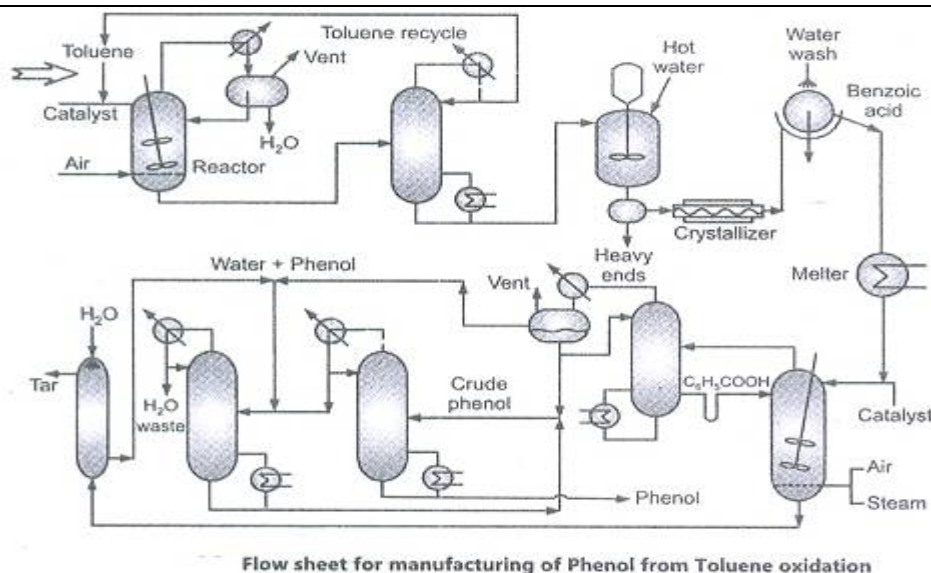 Toluene
Toluene recycle
Vent
Catalyst
H₂O
Air
Reactor
Hot
water
Water
wash
Benzoic
acid
Crystallizer
Heavy
ends
Melter
Water + Phenol
Vent
H₂O
Tar
H₂O
waste
Crude
phenol
C₆H₅COOH
Catalyst
Air
Steam
Phenol
Flow sheet for manufacturing of Phenol from Toluene oxidation